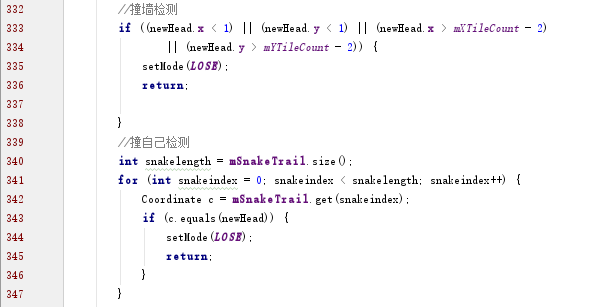 332 //撞墙检测
333 if ((newHead.x < 1) || (newHead.y < 1) || (newHead.x > mXTileCount - 2)
334 || (newHead.y > mYTileCount - 2)) {
335 setMode(LOSE);
336 return;
337
338 }
339 //撞自己检测
340 int snakelength = mSnakeTrail.size();
341 for (int snakeindex = 0; snakeindex < snakelength; snakeindex++) {
342 Coordinate c = mSnakeTrail.get(snakeindex);
343 if (c.equals(newHead)) {
344 setMode(LOSE);
345 return;
346 }
347 }